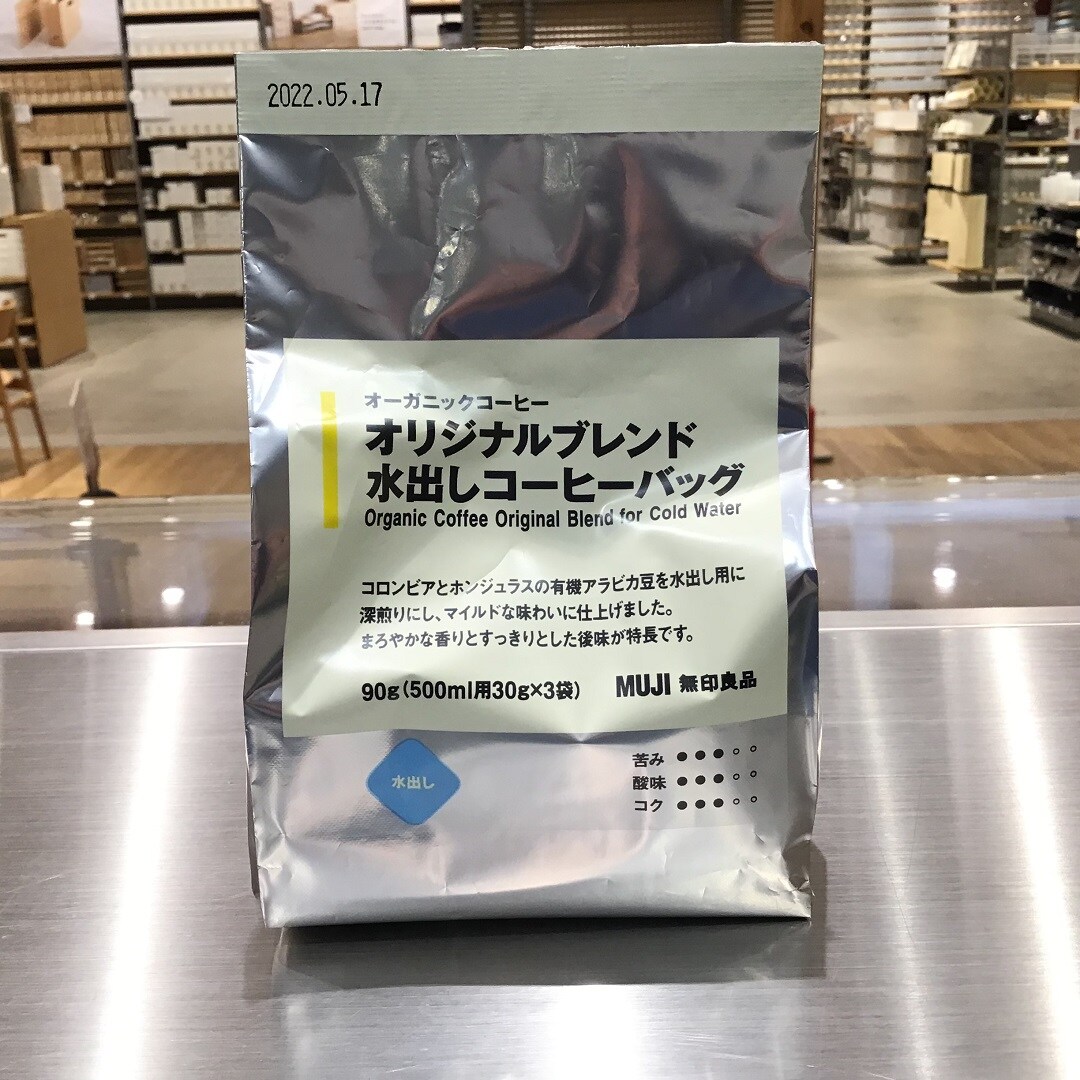 2022.05.17
オーガニックコーヒー
オリジナルブレンド
水出しコーヒーバッグ
Organic Coffee Original Blend for Cold Water
コロンビアとホンジュラスの有機アラビカ豆を水出し用に
深煎りにし、マイルドな味わいに仕上げました。
まろやかな香りとすっきりとした後味が特長です。
90g(500ml用30g×3袋) MUJI 無印良品
水出し
苦み ●●●○○
酸味 ●●●○○
コク ●●●○○